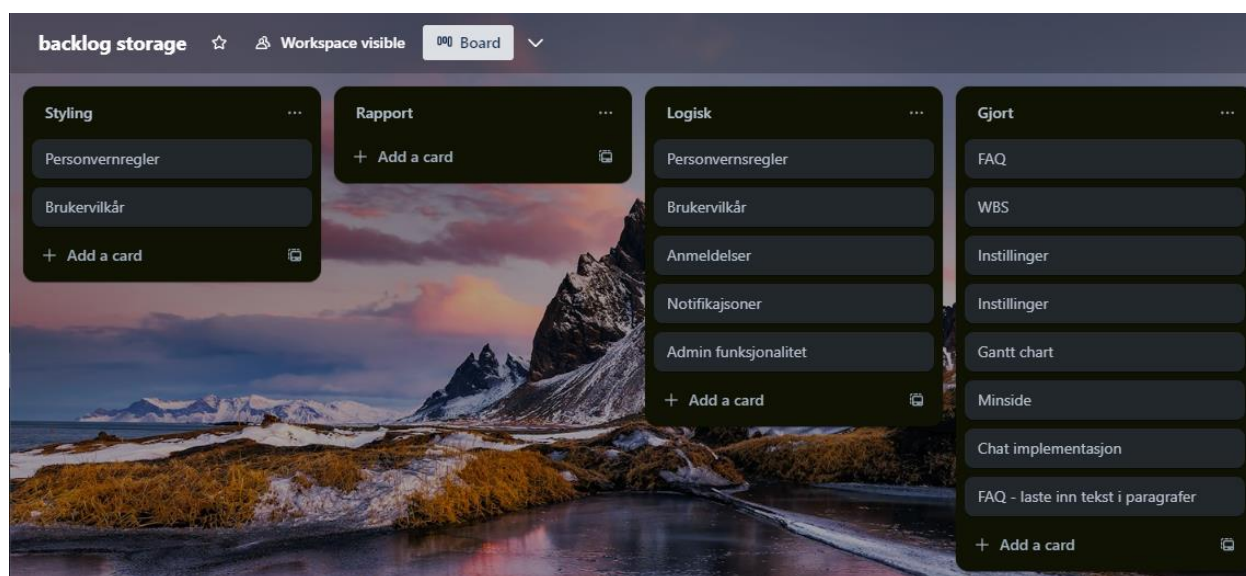 backlog storage
Workspace visible
Board
Styling
Personvernregler
Brukervilkår
+ Add a card
Rapport
+ Add a card
Logisk
Personvernsregler
Brukervilkår
Anmeldelser
Notifikajsoner
Admin funksjonalitet
+ Add a card
Gjort
FAQ
WBS
Instillinger
Instillinger
Gantt chart
Minside
Chat implementasjon
FAQ - laste inn tekst i paragrafer
+ Add a card